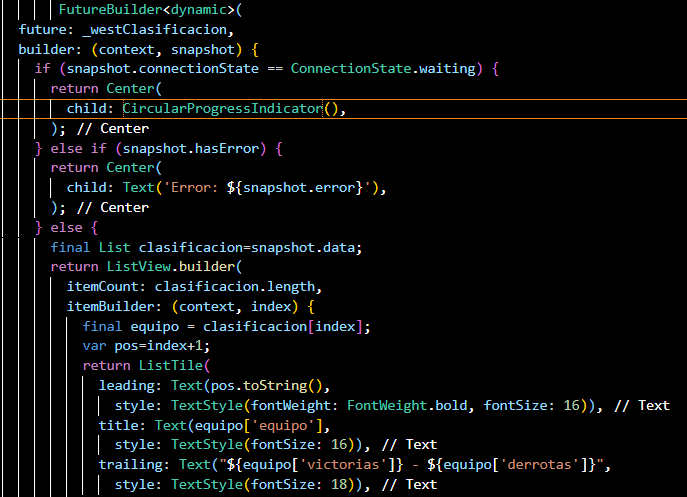 FutureBuilder<dynamic>(
future: _westClasificacion,
builder: (context, snapshot) {
if (snapshot.connectionState == ConnectionState.waiting) {
return Center(
child: CircularProgressIndicator(),
); // Center
} else if (snapshot.hasError) {
return Center(
child: Text('Error: ${snapshot.error}'),
); // Center
} else {
final List clasificacion=snapshot.data;
return ListView.builder(
itemCount: clasificacion.length,
itemBuilder: (context, index) {
final equipo = clasificacion[index];
var pos=index+1;
return ListTile(
leading: Text(pos.toString(),
style: TextStyle(fontWeight: FontWeight.bold, fontSize: 16)), // Text
title: Text(equipo['equipo'],
style: TextStyle(fontSize: 16)), // Text
trailing: Text("${equipo['victorias']} - ${equipo['derrotas']}",
style: TextStyle(fontSize: 18)), // Text